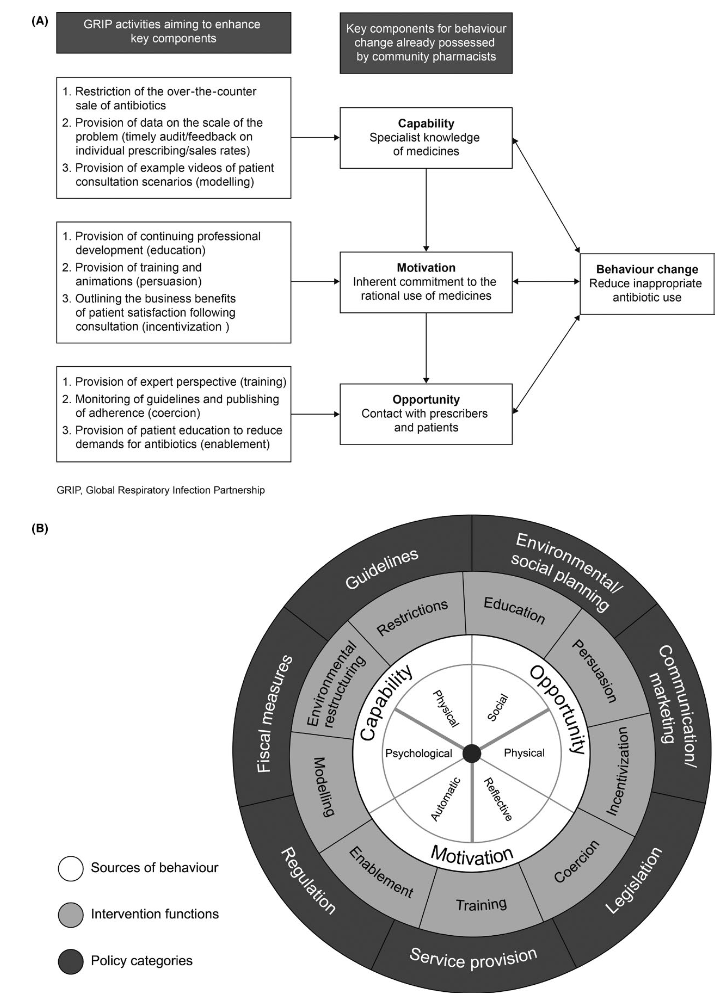 (A)
GRIP activities aiming to enhance
key components
Key components for behaviour
change already possessed
by community pharmacists
1. Restriction of the over-the-counter
sale of antibiotics
2. Provision of data on the scale of the
problem (timely audit/feedback on
individual prescribing/sales rates)
3. Provision of example videos of patient
consultation scenarios (modelling)
Capability
Specialist knowledge
of medicines
1. Provision of continuing professional
development (education)
2. Provision of training and
animations (persuasion)
3. Outlining the business benefits
of patient satisfaction following
consultation (incentivization )
Motivation
Inherent commitment to the
rational use of medicines
Behaviour change
Reduce inappropriate
antibiotic use
1. Provision of expert perspective (training)
2. Monitoring of guidelines and publishing
of adherence (coercion)
3. Provision of patient education to reduce
demands for antibiotics (enablement)
Opportunity
Contact with prescribers
and patients
GRIP, Global Respiratory Infection Partnership
(B)
Guidelines
Environmental/
social planning
Communication/
marketing
Legislation
Service provision
Regulation
Fiscal measures
Restrictions
Education
Persuasion
Incentivization
Coercion
Training
Enablement
Modelling
Environmental
restructuring
Capability
Opportunity
Motivation
Physical
Social
Psychological
Physical
Automatic
Reflective
Sources of behaviour
Intervention functions
Policy categories